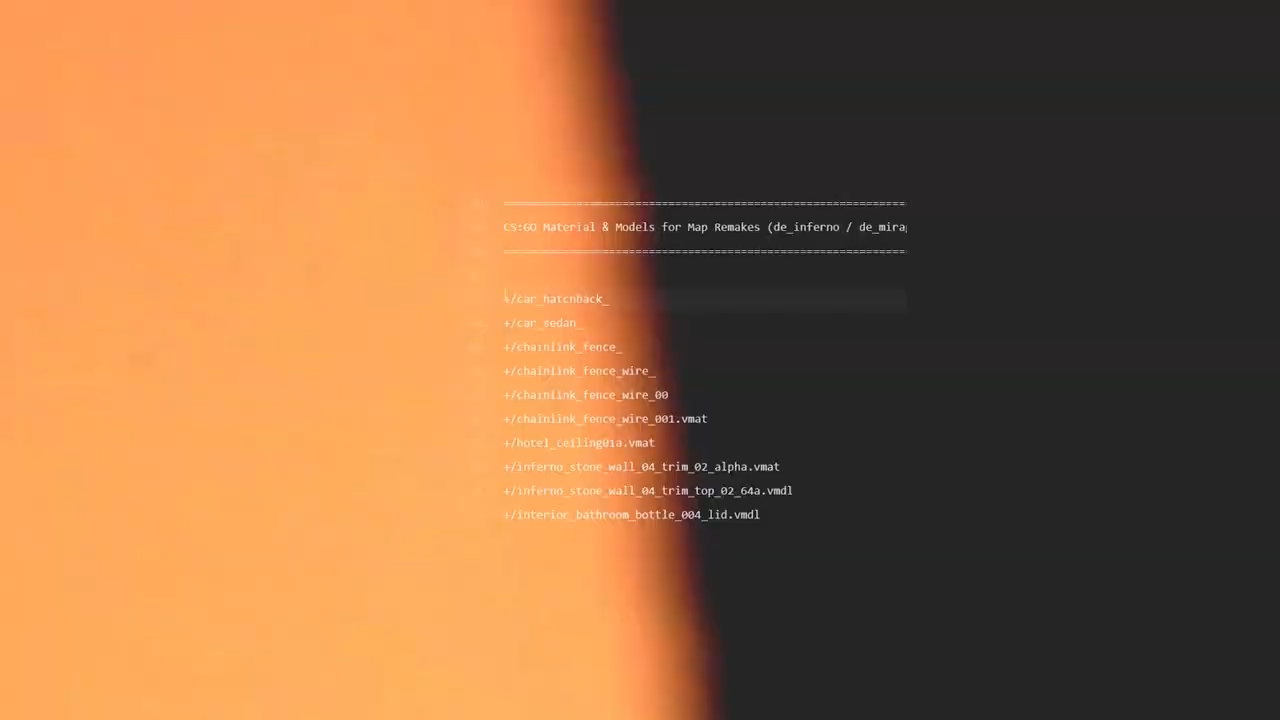 ================================================================
CS:GO Material & Models for Map Remakes (de_inferno / de_mira
================================================================
+/car_hatchback_
+/car_sedan_
+/chainlink_fence_
+/chainlink_fence_wire_
+/chainlink_fence_wire_00
+/chainlink_fence_wire_001.vmat
+/hotel_ceiling01a.vmat
+/inferno_stone_wall_04_trim_02_alpha.vmat
+/inferno_stone_wall_04_trim_top_02_64a.vmdl
+/interior_bathroom_bottle_004_lid.vmdl